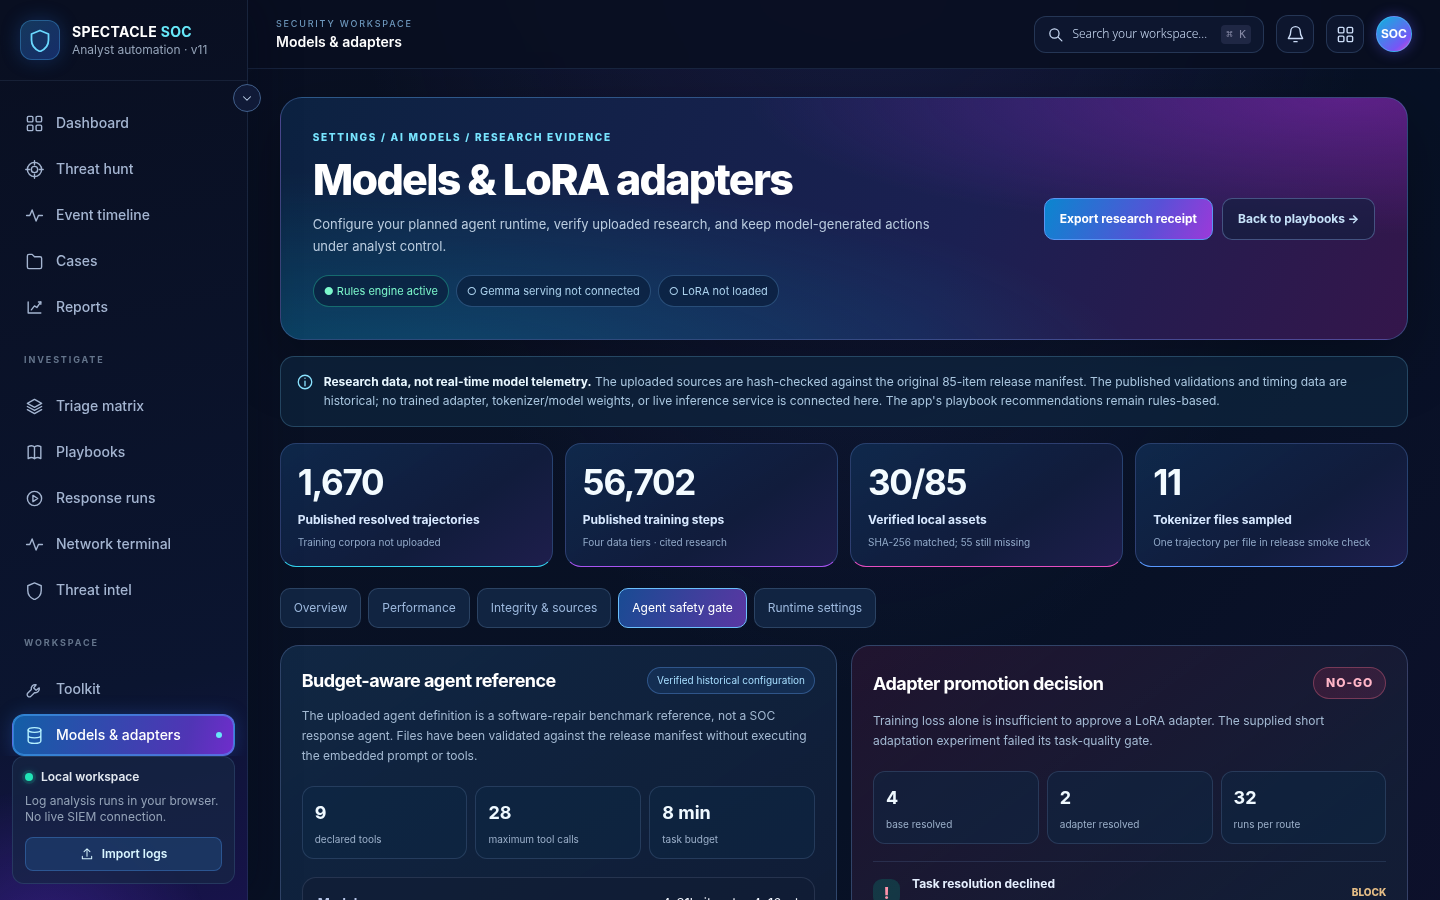 SPECTACLE SOC
Analyst automation · v11
SECURITY WORKSPACE
Models & adapters
Search your workspace...
⌘ K
SOC
Dashboard
Threat hunt
Event timeline
Cases
Reports
INVESTIGATE
Triage matrix
Playbooks
Response runs
Network terminal
Threat intel
WORKSPACE
Toolkit
Models & adapters
Local workspace
Log analysis runs in your browser.
No live SIEM connection.
Import logs
SETTINGS / AI MODELS / RESEARCH EVIDENCE
Models & LoRA adapters
Configure your planned agent runtime, verify uploaded research, and keep model-generated actions
under analyst control.
Export research receipt
Back to playbooks →
● Rules engine active
○ Gemma serving not connected
○ LoRA not loaded
Research data, not real-time model telemetry. The uploaded sources are hash-checked against the original 85-item release manifest. The published validations and timing data are
historical; no trained adapter, tokenizer/model weights, or live inference service is connected here. The app's playbook recommendations remain rules-based.
1,670
Published resolved trajectories
Training corpora not uploaded
56,702
Published training steps
Four data tiers · cited research
30/85
Verified local assets
SHA-256 matched; 55 still missing
11
Tokenizer files sampled
One trajectory per file in release smoke check
Overview
Performance
Integrity & sources
Agent safety gate
Runtime settings
Budget-aware agent reference
Verified historical configuration
The uploaded agent definition is a software-repair benchmark reference, not a SOC
response agent. Files have been validated against the release manifest without executing
the embedded prompt or tools.
9
declared tools
28
maximum tool calls
8 min
task budget
Adapter promotion decision
NO-GO
Training loss alone is insufficient to approve a LoRA adapter. The supplied short
adaptation experiment failed its task-quality gate.
4
base resolved
2
adapter resolved
32
runs per route
!
Task resolution declined
BLOCK